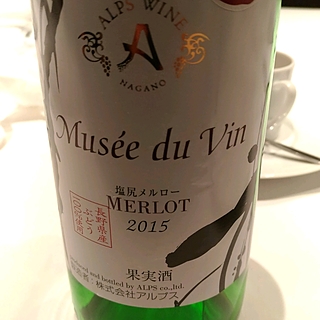 ALPS WINE
A
NAGANO
Musée du Vin
塩尻メルロー
MERLOT
2015
長野県産
ぶどう
100%使用
果実酒
and bottled by ALPS co.,ltd.
株式会社アルプス